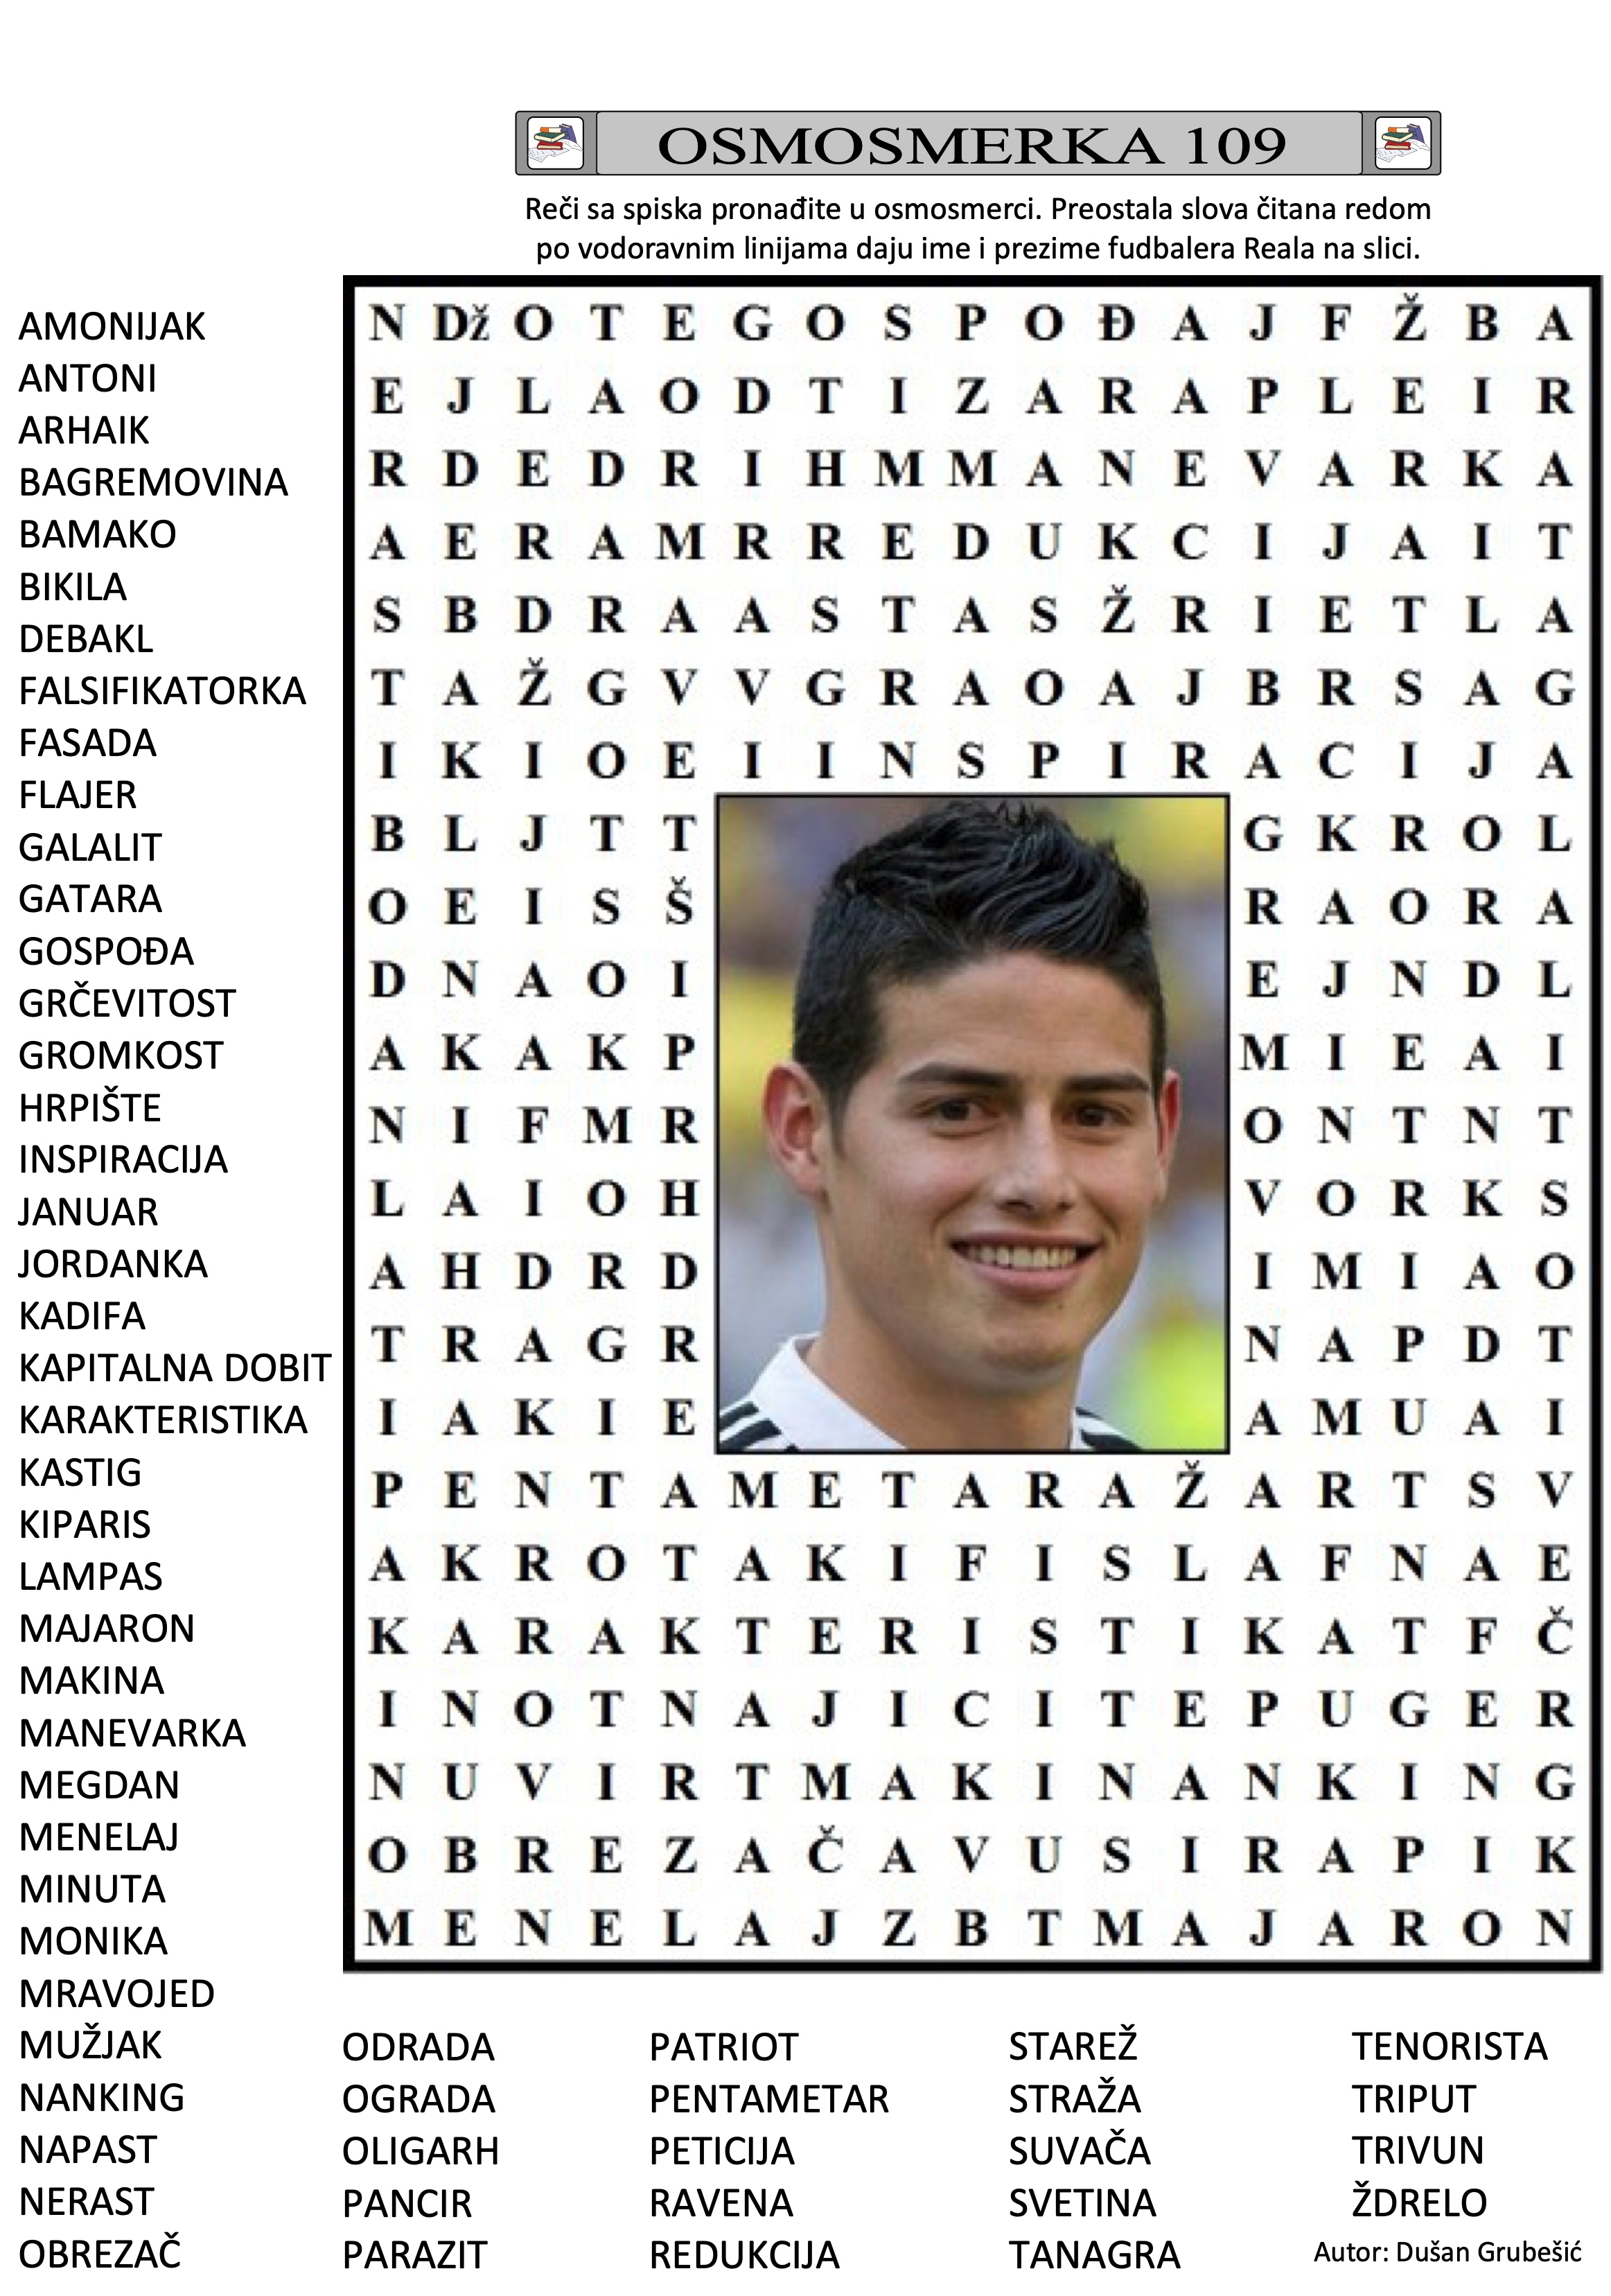 OSMOSMERKA 109
Reči sa spiska pronađite u osmosmerci. Preostala slova čitana redom
po vodoravnim linijama daju ime i prezime fudbalera Reala na slici.
AMONIJAK
ANTONI
ARHAIK
BAGREMOVINA
BAMAKO
BIKILA
DEBAKL
FALSIFIKATORKA
FASADA
FLAJER
GALALIT
GATARA
GOSPOĐA
GRČEVITOST
GROMKOST
HRPIŠTE
INSPIRACIJA
JANUAR
JORDANKA
KADIFA
KAPITALNA DOBIT
KARAKTERISTIKA
KASTIG
KIPARIS
LAMPAS
MAJARON
MAKINA
MANEVARKA
MEGDAN
MENELAJ
MINUTA
MONIKA
MRAVOJED
MUŽJAK
NANKING
NAPAST
NERAST
OBREZAČ
N Dž O T E G O S P O Đ A J F Ž B A
E J L A O D T I Z A R A P L E I R
R D E D R I H M M A N E V A R K A
A E R A M R R E D U K C I J A I T
S B D R A A S T A S Ž R I E T L A
T A Ž G V V G R A O A J B R S A G
I K I O E I I N S P I R A C I J A
B L J T T G K R O L
O E I S Š R A O R A
D N A O I E J N D L
A K A K P M I E A I
N I F M R O N T N T
L A I O H V O R K S
A H D R D I M I A O
T R A G R N A P D T
I A K I E A M U A I
P E N T A M E T A R A Ž A R T S V
A K R O T A K I F I S L A F N A E
K A R A K T E R I S T I K A T F Č
I N O T N A J I C I T E P U G E R
N U V I R T M A K I N A N K I N G
O B R E Z A Č A V U S I R A P I K
M E N E L A J Z B T M A J A R O N
ODRADA
OGRADA
OLIGARH
PANCIR
PARAZIT
PATRIOT
PENTAMETAR
PETICIJA
RAVENA
REDUKCIJA
STAREŽ
STRAŽA
SUVAČA
SVETINA
TANAGRA
TENORISTA
TRIPUT
TRIVUN
ŽDRELO
Autor: Dušan Grubešić